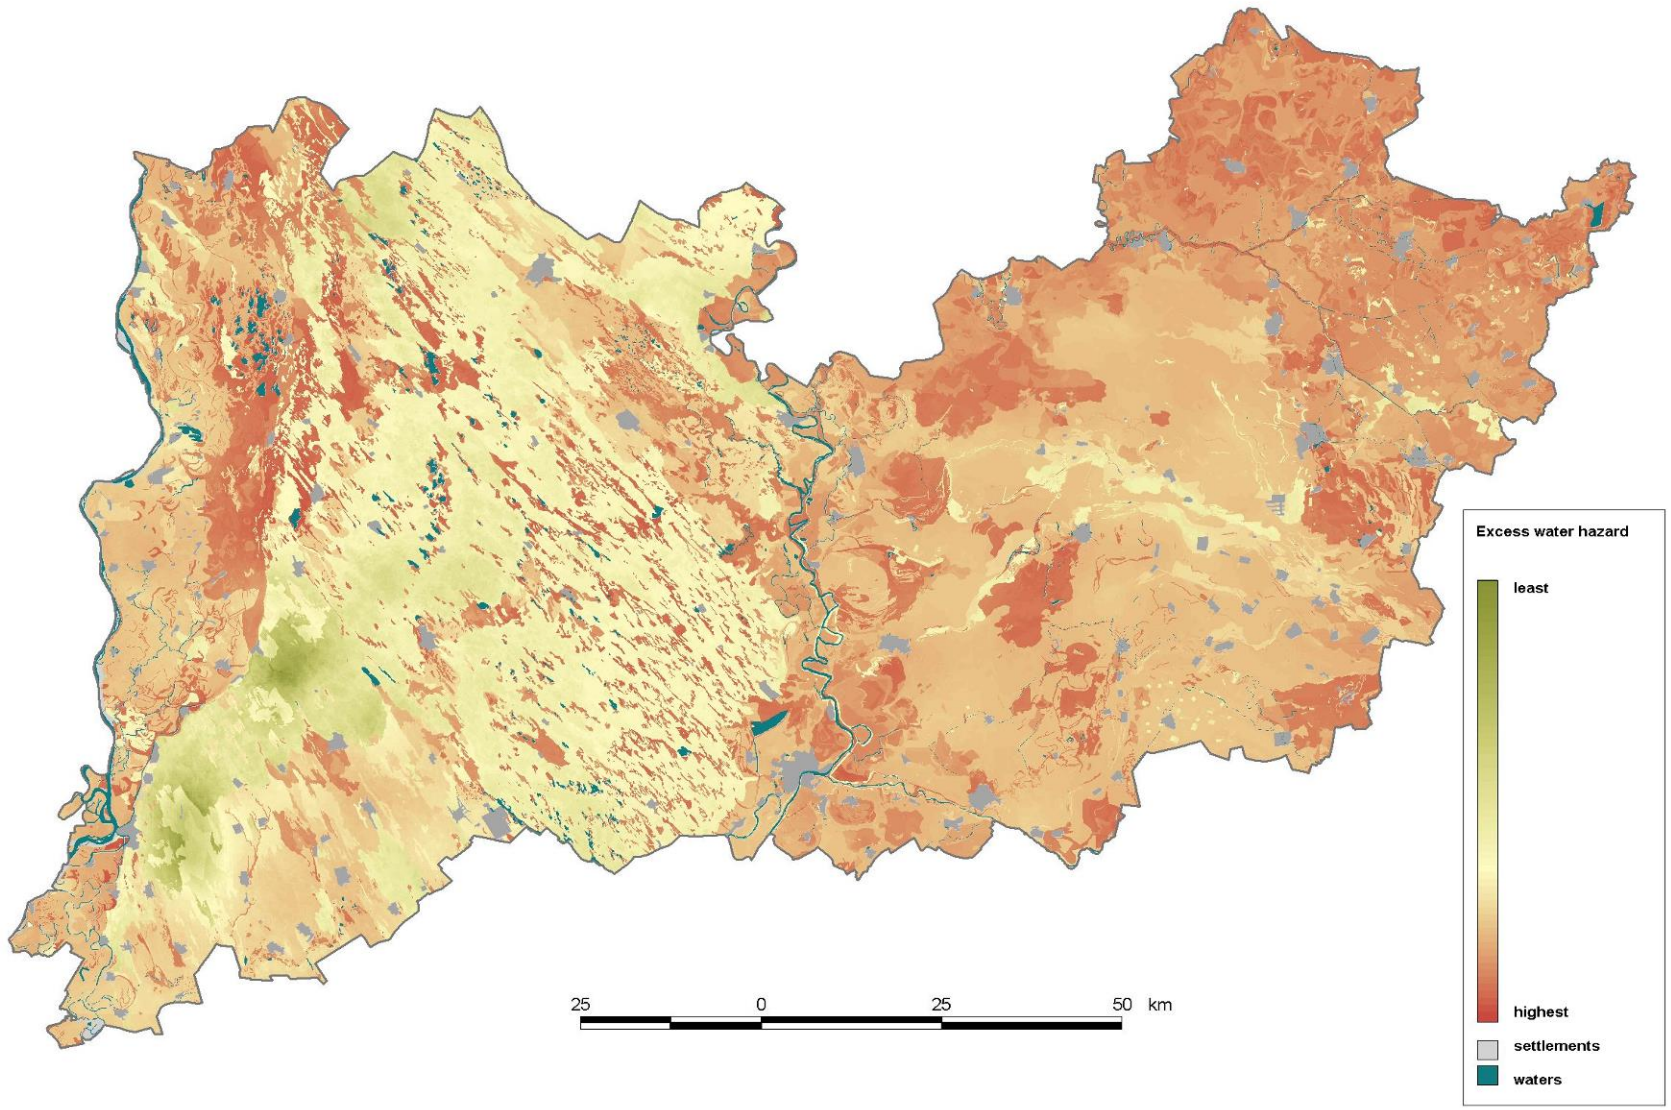 Excess water hazard
least
highest
settlements
waters
25 0 25 50 km